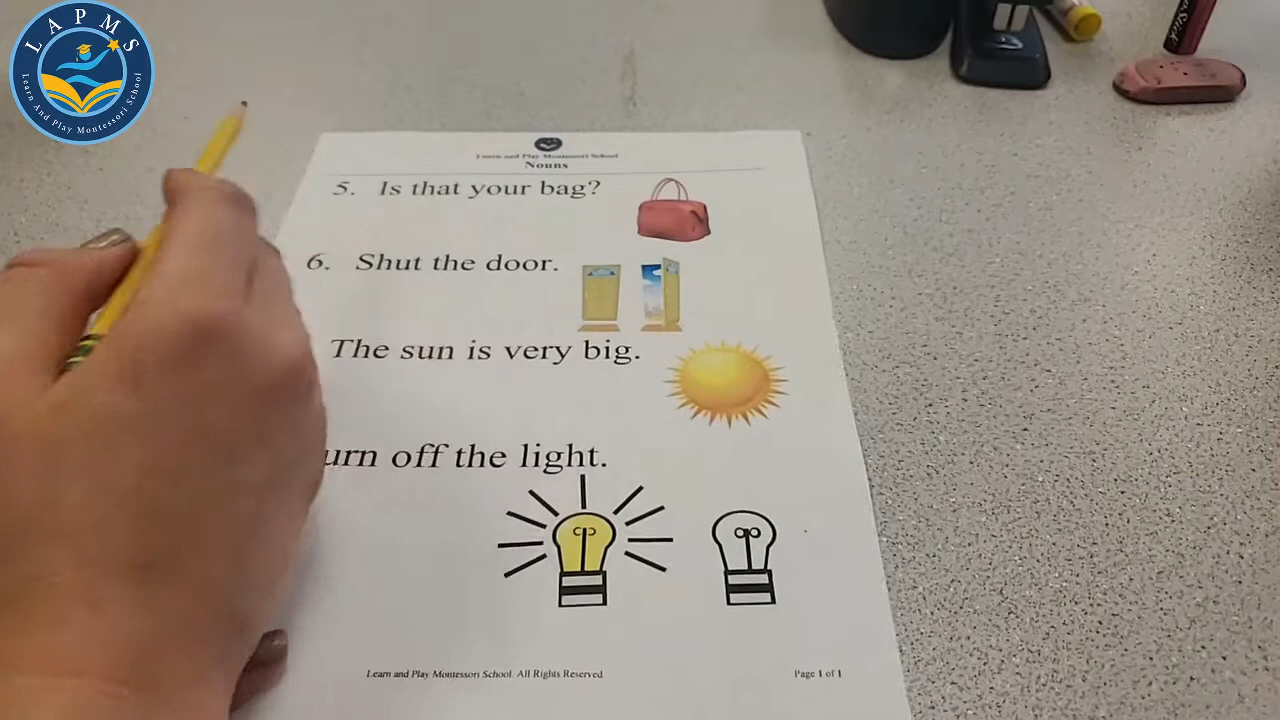 LAPMS
Learn And Play Montessori School
Learn and Play Montessori School
Nouns
5. Is that your bag?
6. Shut the door.
The sun is very big.
urn off the light.
Learn and Play Montessori School. All Rights Reserved
Page 1 of 1